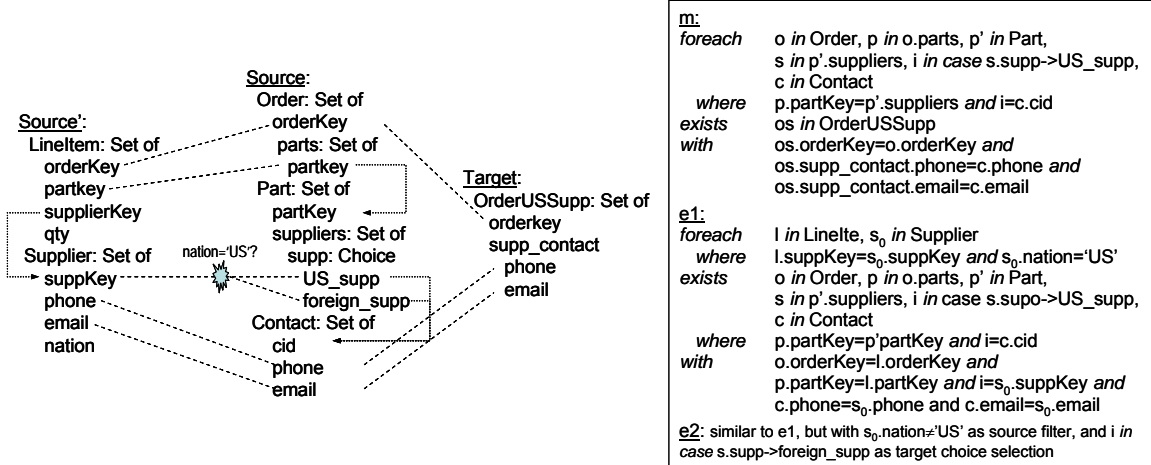 Source':
LineItem: Set of
orderKey
partkey
supplierKey
qty
Supplier: Set of
suppKey
phone
email
nation
nation='US'?
Source:
Order: Set of
orderKey
parts: Set of
partkey
Part: Set of
partKey
suppliers: Set of
supp: Choice
US_supp
foreign_supp
Contact: Set of
cid
phone
email
Target:
OrderUSSupp: Set of
orderkey
supp_contact
phone
email
m:
foreach o in Order, p in o.parts, p' in Part,
s in p'.suppliers, i in case s.supp->US_supp,
c in Contact
where p.partKey=p'.suppliers and i=c.cid
exists os in OrderUSSupp
with os.orderKey=o.orderKey and
os.supp_contact.phone=c.phone and
os.supp_contact.email=c.email
e1:
foreach l in LineIte, s0 in Supplier
where l.suppKey=s0.suppKey and s0.nation='US'
exists o in Order, p in o.parts, p' in Part,
s in p'.suppliers, i in case s.supo->US_supp,
c in Contact
where p.partKey=p'partKey and i=c.cid
with o.orderKey=l.orderKey and
p.partKey=l.partKey and i=s0.suppKey and
c.phone=s0.phone and c.email=s0.email
e2: similar to e1, but with s0.nation≠'US' as source filter, and i in
case s.supp->foreign_supp as target choice selection